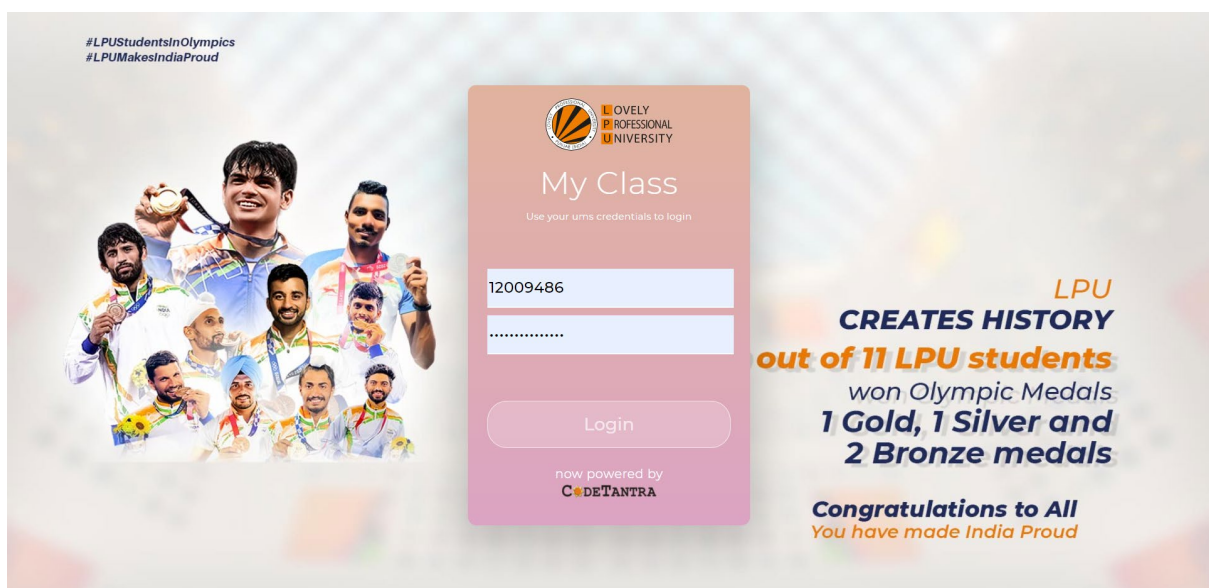 #LPUStudentsInOlympics
#LPUMakesIndiaProud
LOVELY
PROFESSIONAL
UNIVERSITY
My Class
Use your ums credentials to login
12009486
...............
Login
now powered by
CODETANTRA
LPU
CREATES HISTORY
out of 11 LPU students
won Olympic Medals
1 Gold, 1 Silver and
2 Bronze medals
Congratulations to All
You have made India Proud